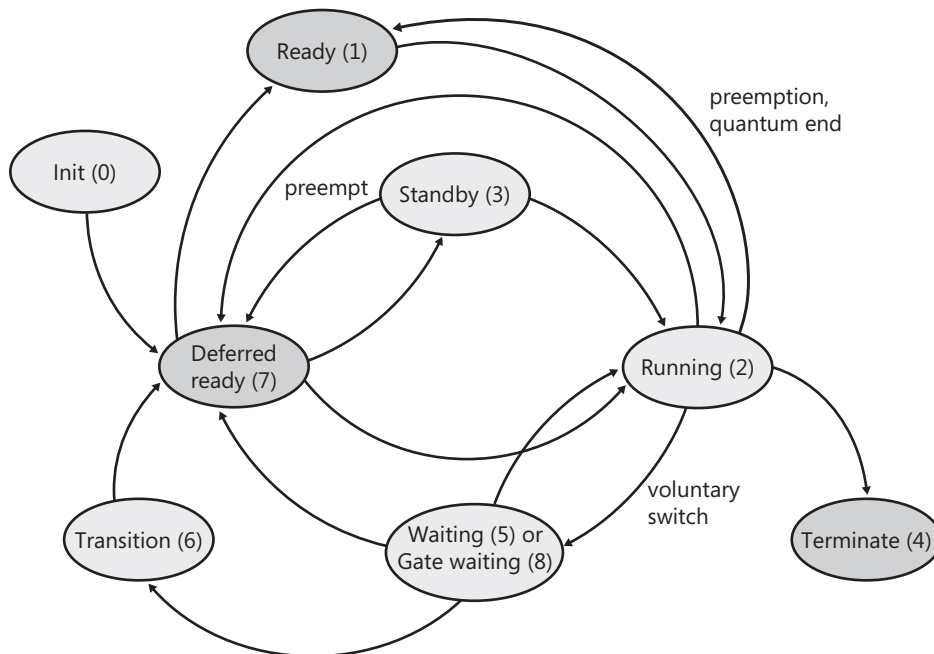 Ready (1)
preemption,
quantum end
Init (0)
preempt
Standby (3)
Deferred
ready (7)
Running (2)
voluntary
switch
Transition (6)
Waiting (5) or
Gate waiting (8)
Terminate (4)